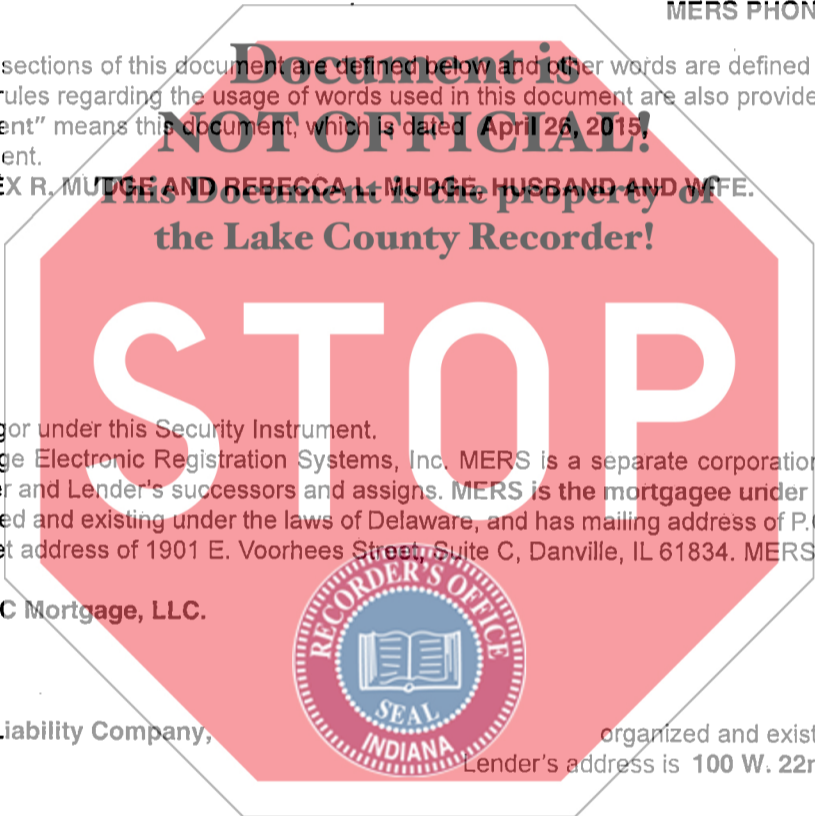 MERS PHON
Document is
sections of this document are defined below and other words are defined
rules regarding the usage of words used in this document are also provide
NOT OFFICIAL!
ent” means this document, which is dated April 26, 2015,
ent.
EX R. MUDGE AND REBECCA L. MUDGE, HUSBAND AND WIFE.
This Document is the property of
the Lake County Recorder!
STOP
gor under this Security Instrument.
ge Electronic Registration Systems, Inc. MERS is a separate corporation
r and Lender's successors and assigns. MERS is the mortgagee under
ed and existing under the laws of Delaware, and has mailing address of P.O
et address of 1901 E. Voorhees Street, Suite C, Danville, IL 61834. MERS
C Mortgage, LLC.
RECORDER'S OFFICE
SEAL
INDIANA
Liability Company,
organized and exist
Lender's address is 100 W. 22n